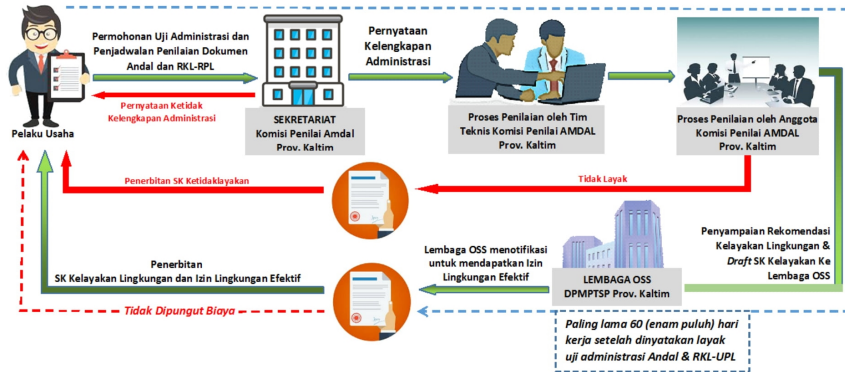 Permohonan Uji Administrasi dan
Penjadwalan Penilaian Dokumen
Andal dan RKL-RPL
Pernyataan
Kelengkapan
Administrasi
Pernyataan Ketidak
Kelengkapan Administrasi
Pelaku Usaha
SEKRETARIAT
Komisi Penilai Amdal
Prov. Kaltim
Proses Penilaian oleh Tim
Teknis Komisi Penilai AMDAL
Prov. Kaltim
Proses Penilaian oleh Anggota
Komisi Penilai AMDAL
Prov. Kaltim
Penerbitan SK Ketidaklayakan
Tidak Layak
Penyampaian Rekomendasi
Kelayakan Lingkungan &
Draft SK Kelayakan Ke
Lembaga OSS
Lembaga OSS menotifikasi
untuk mendapatkan Izin
Lingkungan Efektif
Penerbitan
SK Kelayakan Lingkungan dan Izin Lingkungan Efektif
LEMBAGA OSS
DPMPTSP Prov. Kaltim
Tidak Dipungut Biaya
Paling lama 60 (enam puluh) hari
kerja setelah dinyatakan layak
uji administrasi Andal & RKL-UPL